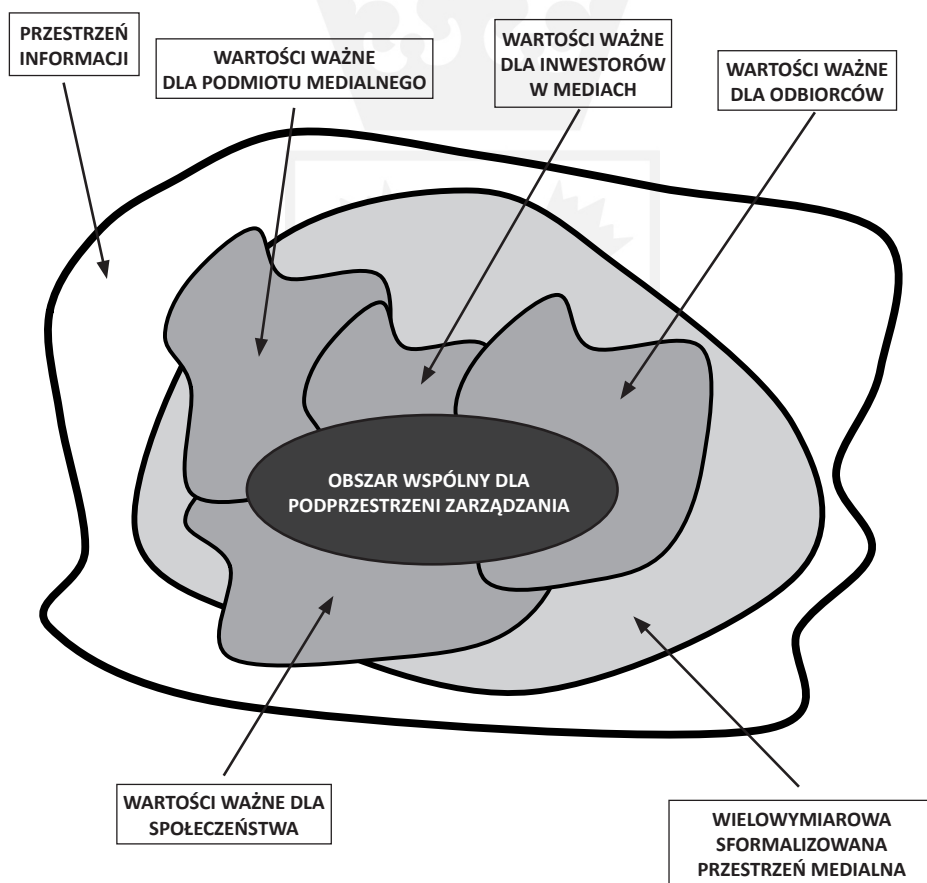 PRZESTRZEŃ
INFORMACJI
WARTOŚCI WAŻNE
DLA PODMIOTU MEDIALNEGO
WARTOŚCI WAŻNE
DLA INWESTORÓW
W MEDIACH
WARTOŚCI WAŻNE
DLA ODBIORCÓW
OBSZAR WSPÓLNY DLA
PODPRZESTRZENI ZARZĄDZANIA
WARTOŚCI WAŻNE DLA
SPOŁECZEŃSTWA
WIELOWYMIAROWA
SFORMALIZOWANA
PRZESTRZEŃ MEDIALNA